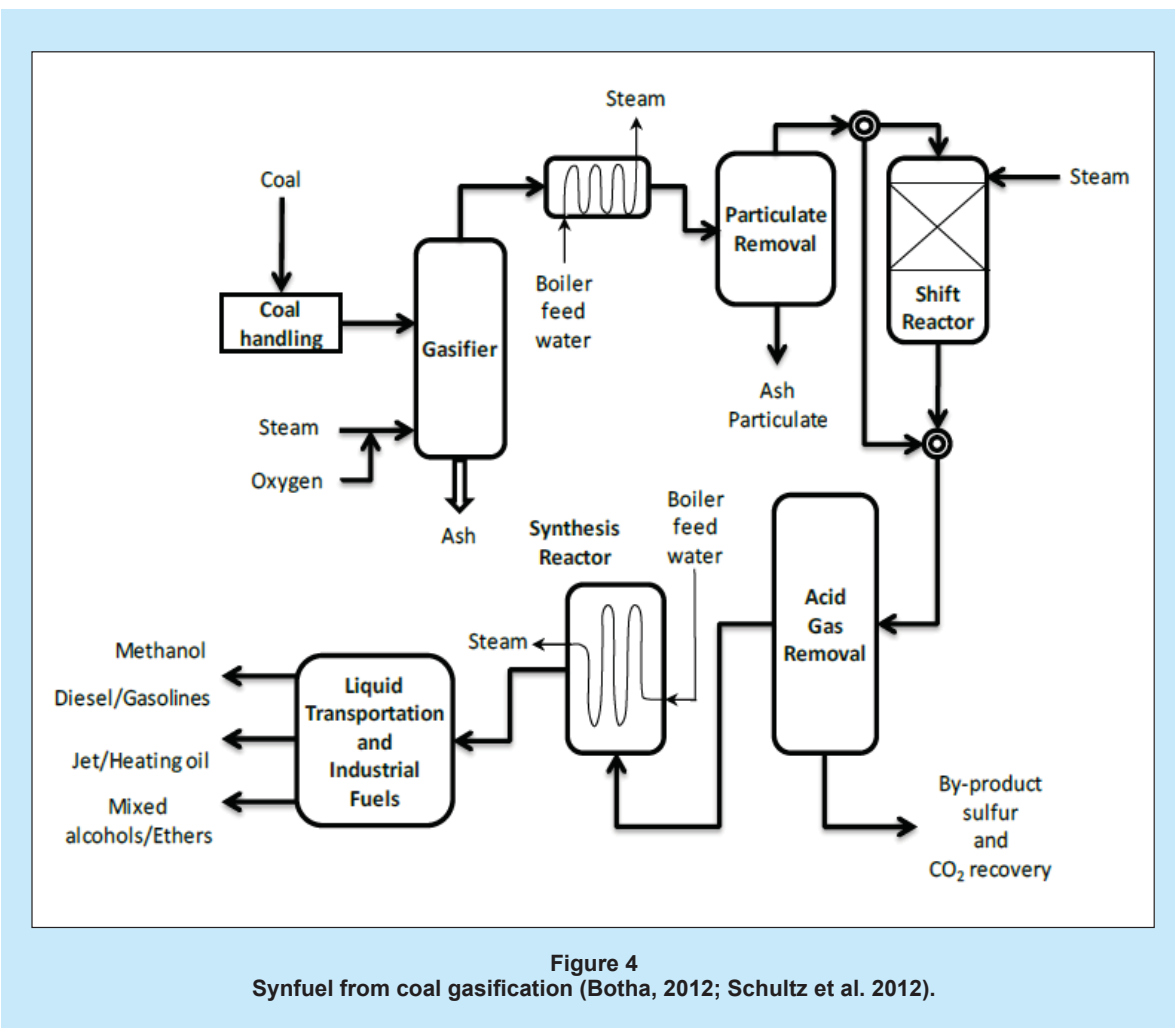 Steam
Coal
Steam
Particulate
Removal
Boiler
feed
water
Shift
Reactor
Coal
handling
Gasifier
Ash
Particulate
Steam
Oxygen
Ash
Boiler
feed
water
Synthesis
Reactor
Acid
Gas
Removal
Steam
Methanol
Diesel/Gasolines
Jet/Heating oil
Mixed
alcohols/Ethers
Liquid
Transportation
and
Industrial
Fuels
By-product
sulfur
and
CO₂ recovery
Figure 4
Synfuel from coal gasification (Botha, 2012; Schultz et al. 2012).